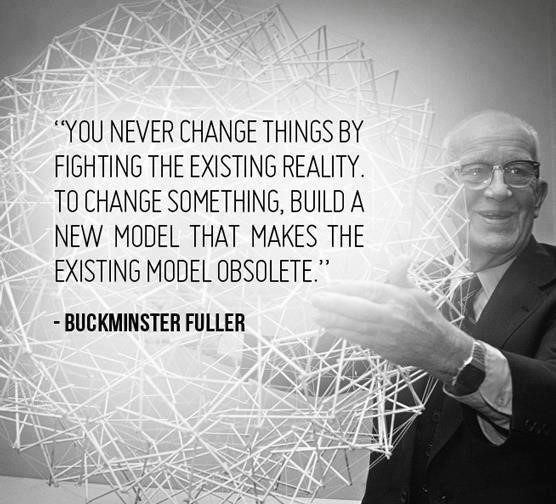 “YOU NEVER CHANGE THINGS BY
FIGHTING THE EXISTING REALITY.
TO CHANGE SOMETHING, BUILD A
NEW MODEL THAT MAKES THE
EXISTING MODEL OBSOLETE.”
- BUCKMINSTER FULLER